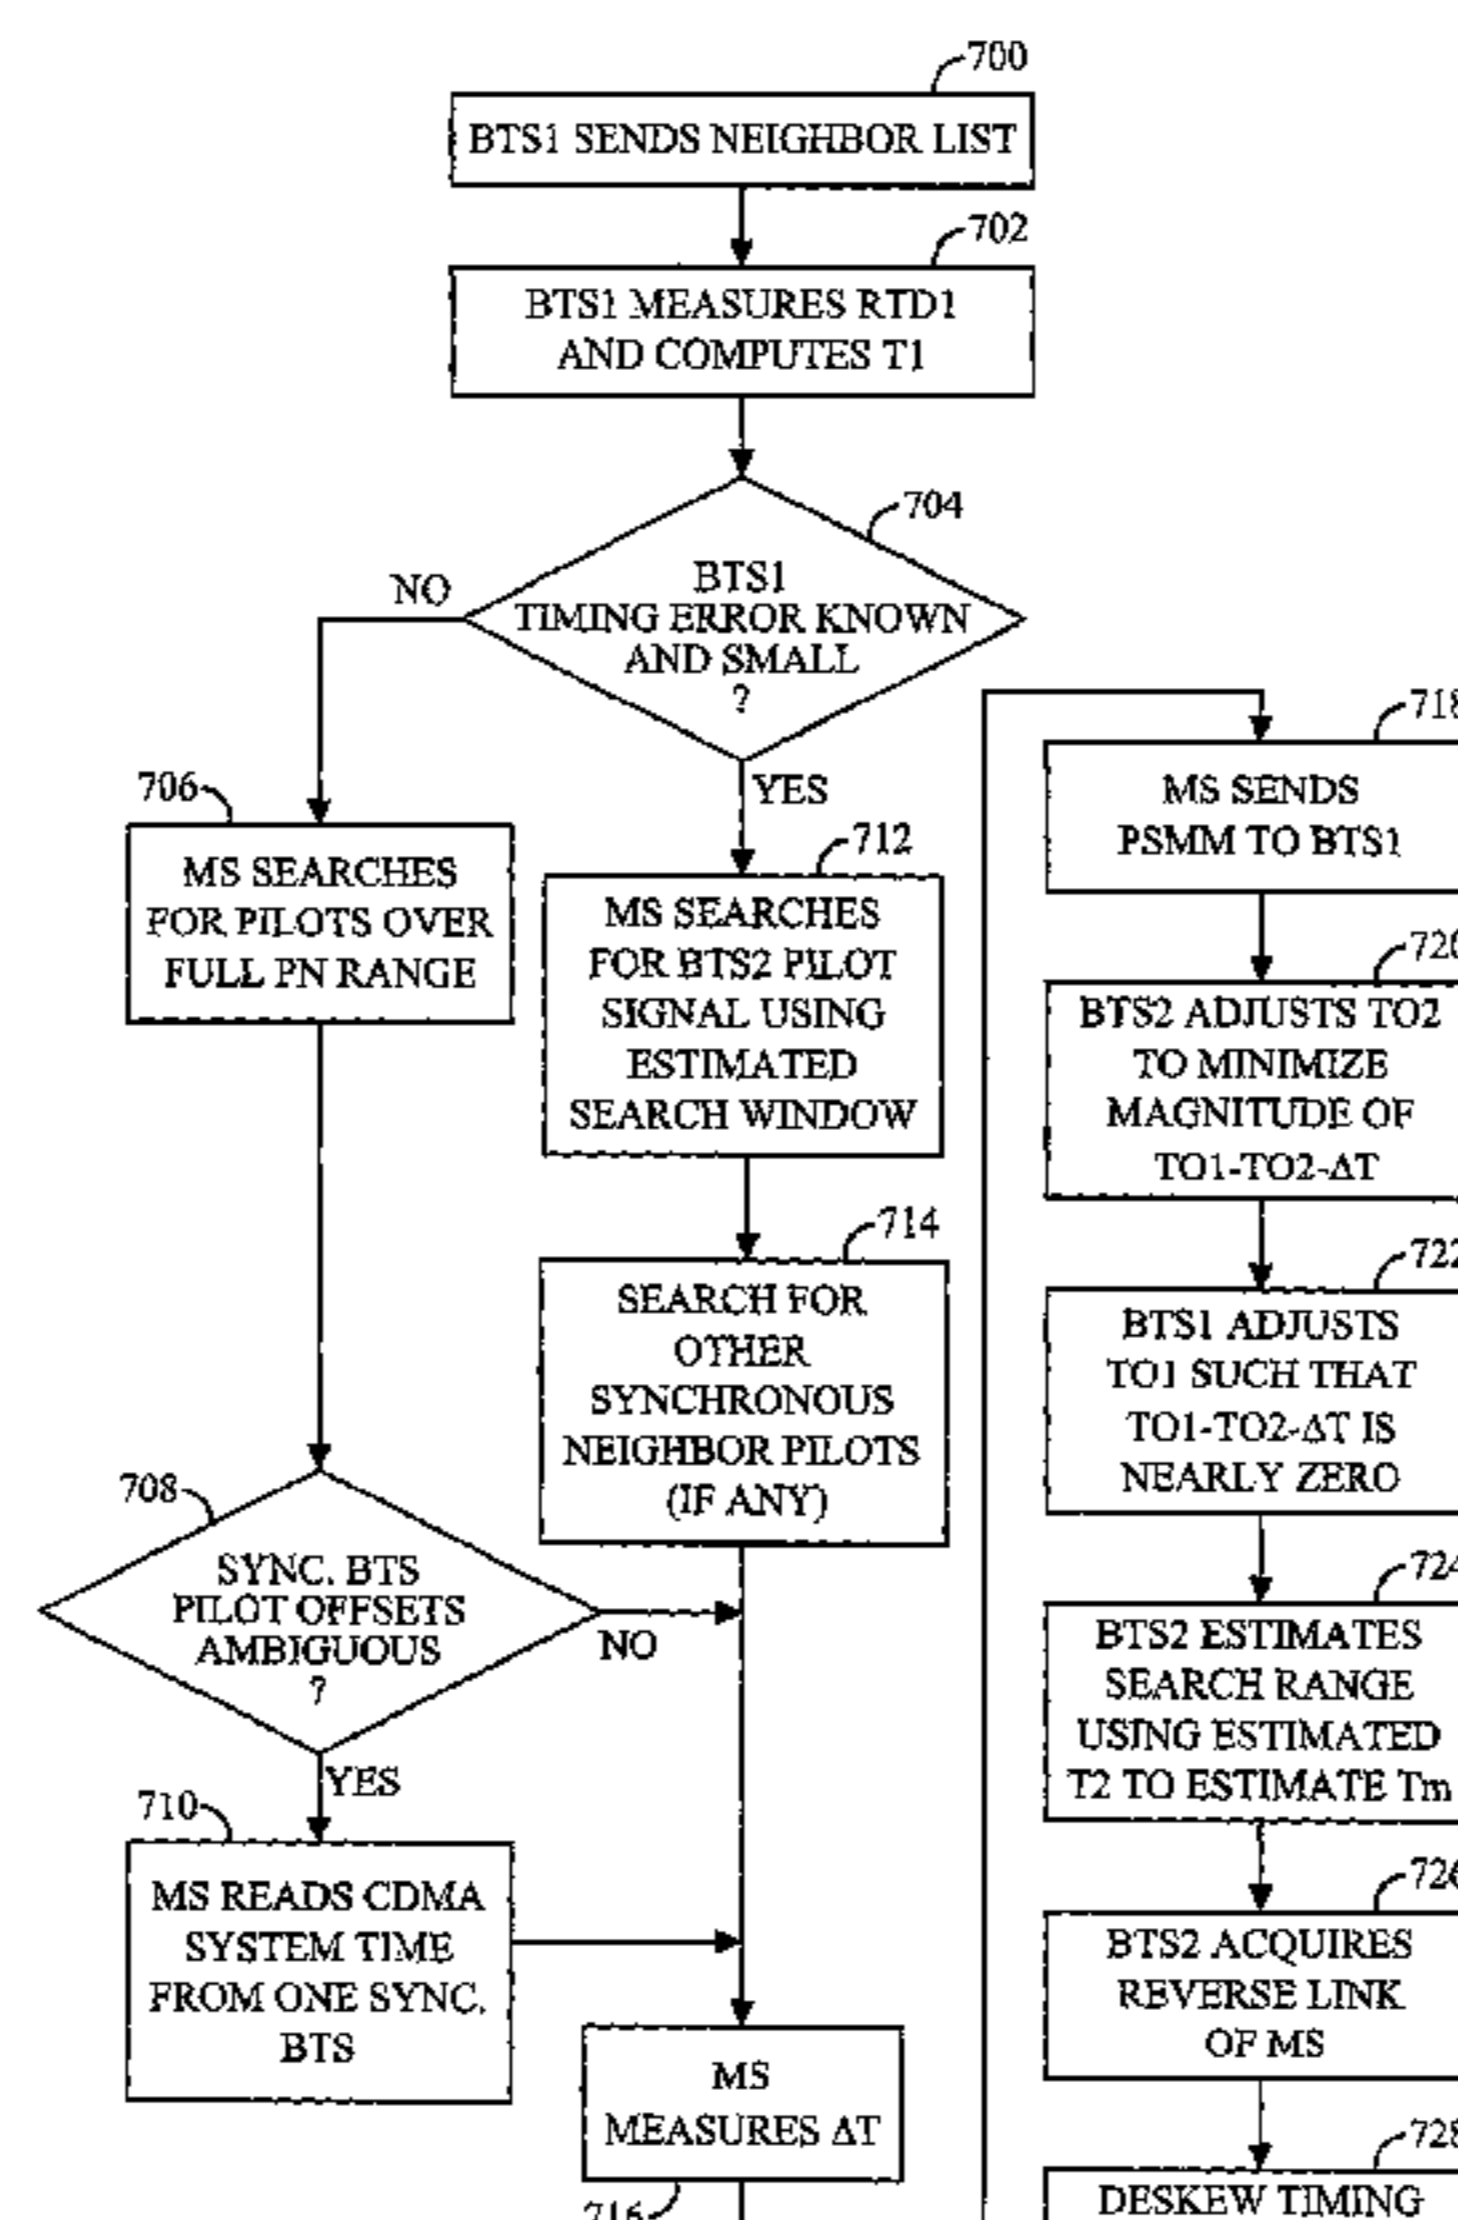 700
BTS1 SENDS NEIGHBOR LIST
702
BTS1 MEASURES RTD1
AND COMPUTES T1
704
BTS1
TIMING ERROR KNOWN
AND SMALL
?
NO
YES
706
MS SEARCHES
FOR PILOTS OVER
FULL PN RANGE
712
MS SEARCHES
FOR BTS2 PILOT
SIGNAL USING
ESTIMATED
SEARCH WINDOW
714
SEARCH FOR
OTHER
SYNCHRONOUS
NEIGHBOR PILOTS
(IF ANY)
708
SYNC. BTS
PILOT OFFSETS
AMBIGUOUS
?
NO
YES
710
MS READS CDMA
SYSTEM TIME
FROM ONE SYNC.
BTS
MS
MEASURES ΔT
716
718
MS SENDS
PSMM TO BTS1
720
BTS2 ADJUSTS TO2
TO MINIMIZE
MAGNITUDE OF
TO1-TO2-ΔT
722
BTS1 ADJUSTS
TO1 SUCH THAT
TO1-TO2-ΔT IS
NEARLY ZERO
724
BTS2 ESTIMATES
SEARCH RANGE
USING ESTIMATED
T2 TO ESTIMATE Tm
726
BTS2 ACQUIRES
REVERSE LINK
OF MS
728
DESKEW TIMING